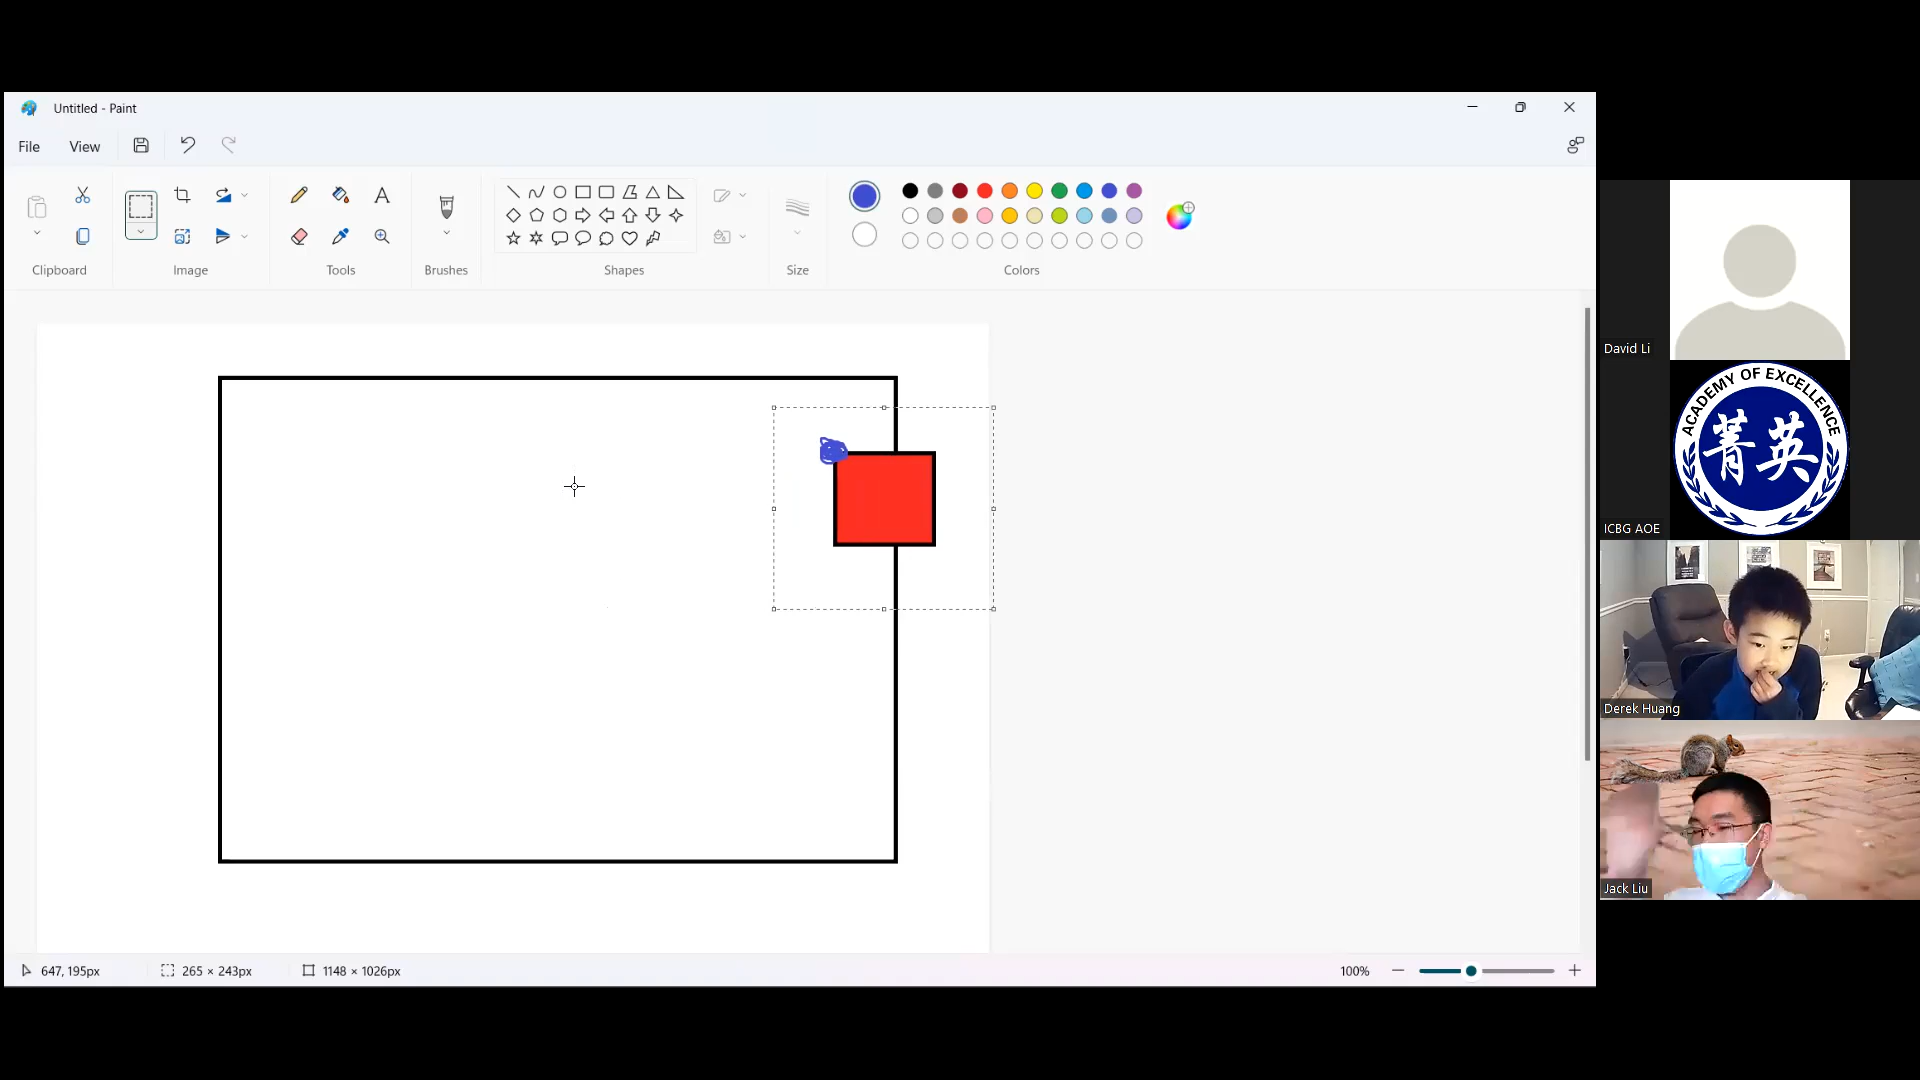 Untitled - Paint
File
View
Clipboard
Image
Tools
Brushes
Shapes
Size
Colors
647, 195px
265 × 243px
1148 × 1026px
100%
David Li
ACADEMY OF EXCELLENCE
菁英
ICBG AOE
Derek Huang
Jack Liu